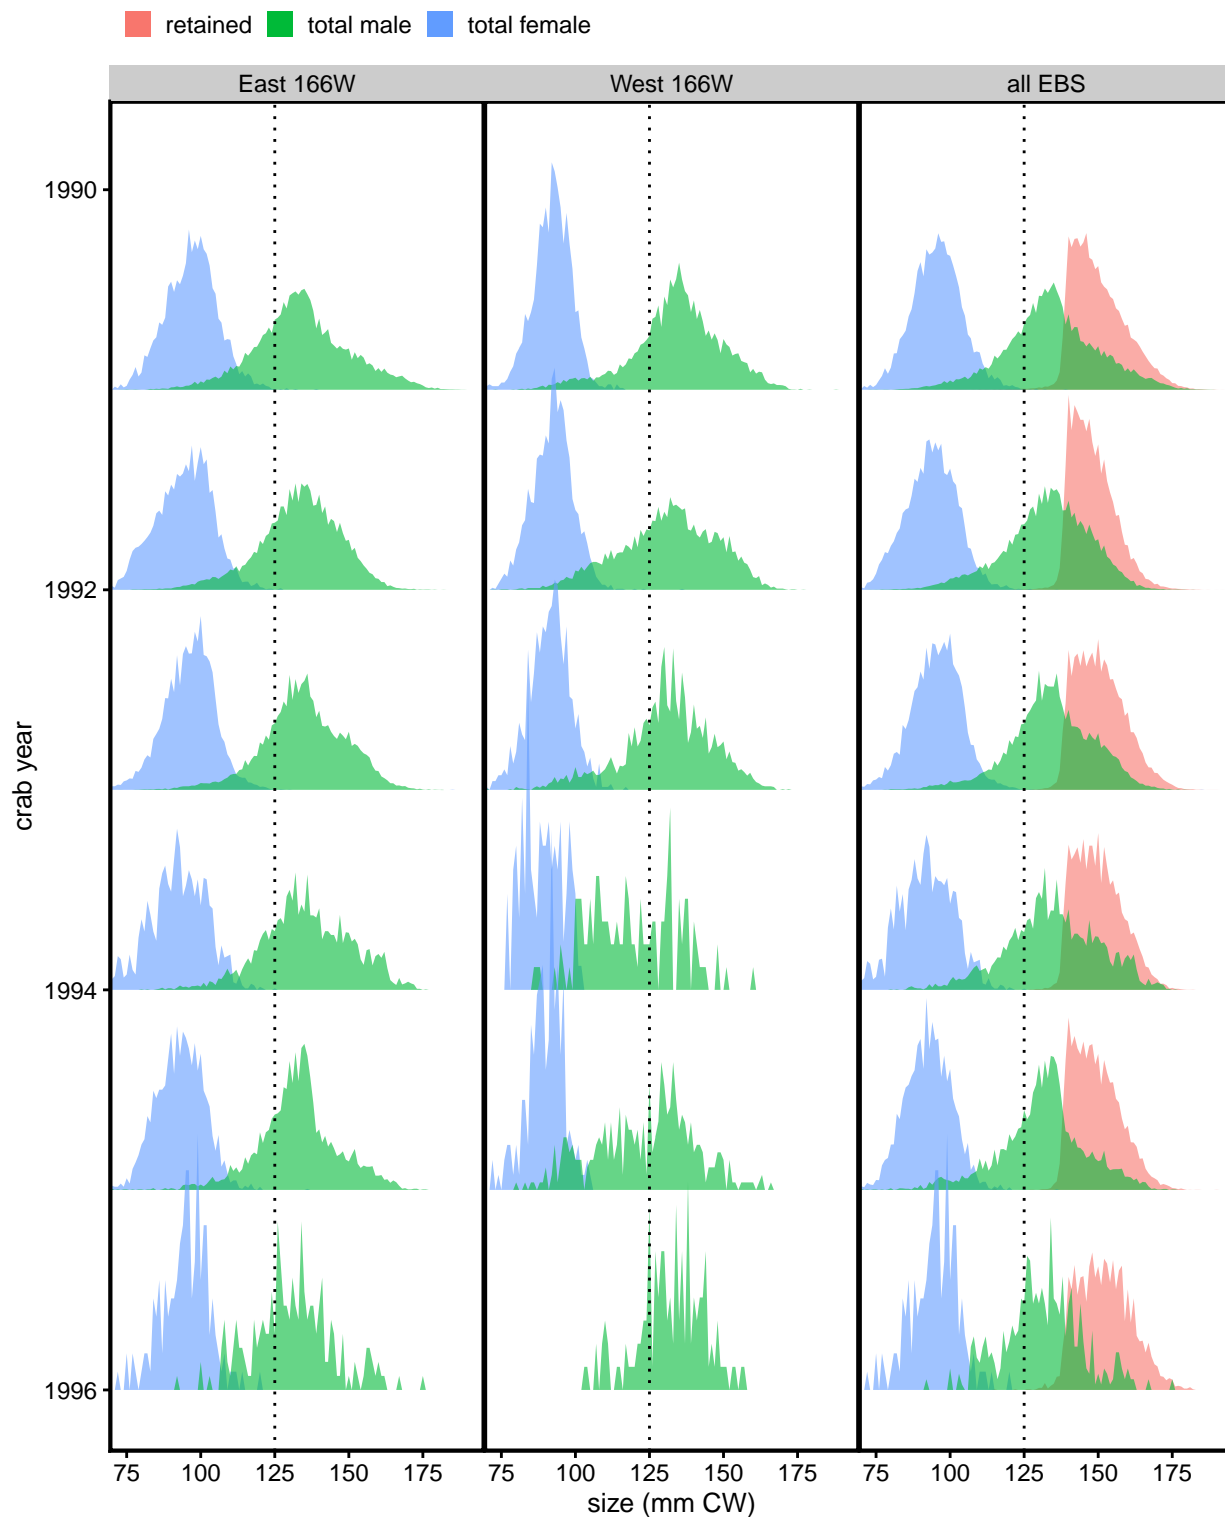 retained total male total female
East 166W West 166W all EBS
1990
1992
crab year
1994
1996
75 100 125 150 175 75 100 125 150 175 75 100 125 150 175
size (mm CW)